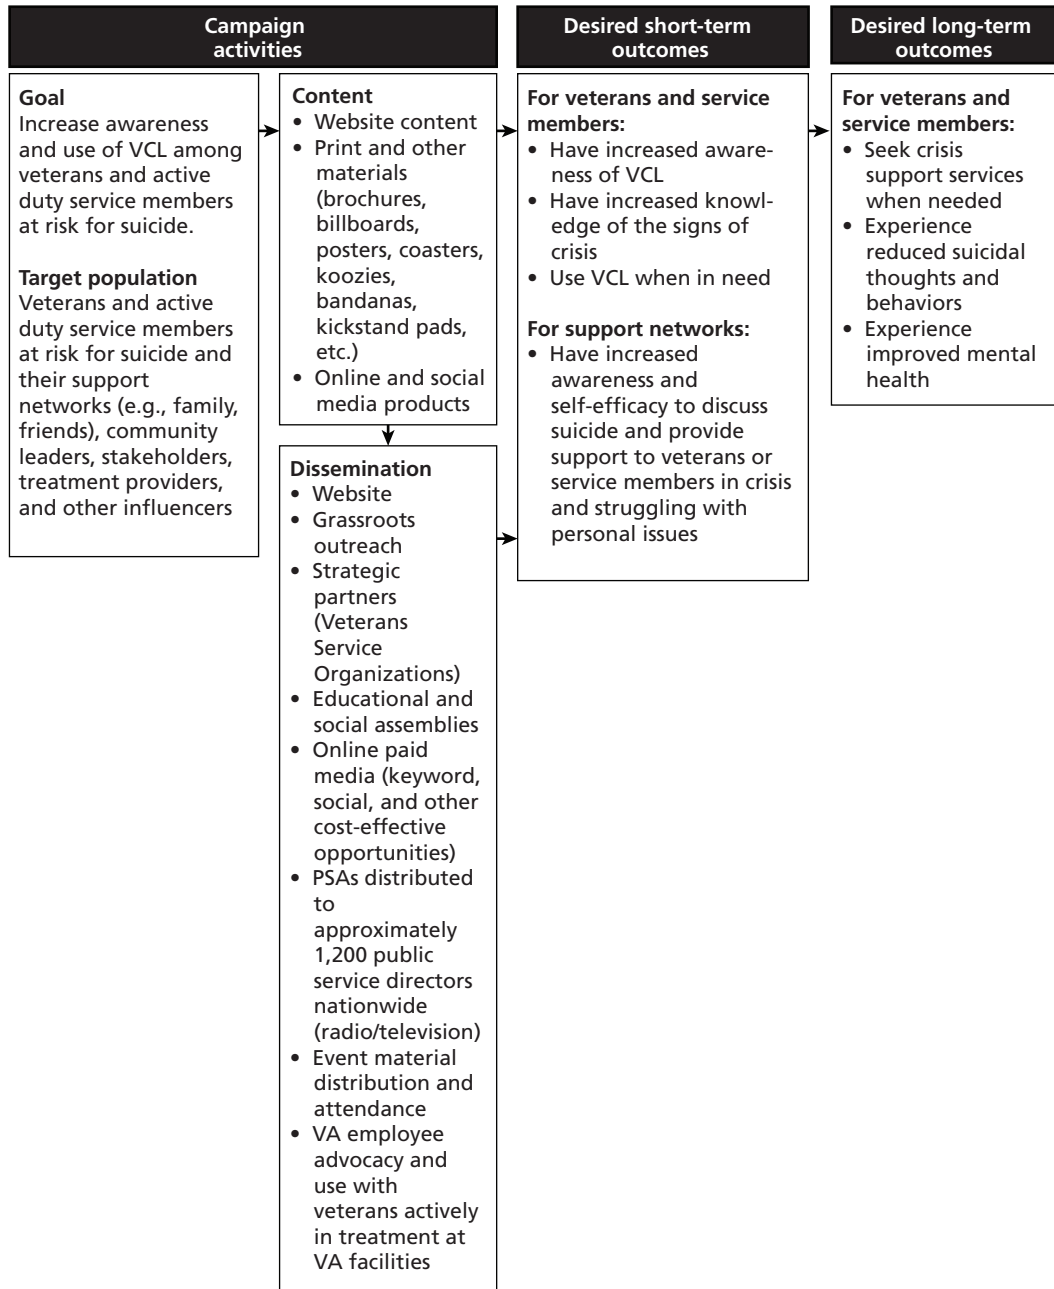 Campaign
activities
Desired short-term
outcomes
Desired long-term
outcomes
Goal
Increase awareness
and use of VCL among
veterans and active
duty service members
at risk for suicide.
Target population
Veterans and active
duty service members
at risk for suicide and
their support
networks (e.g., family,
friends), community
leaders, stakeholders,
treatment providers,
and other influencers
Content
• Website content
• Print and other
materials
(brochures,
billboards,
posters, coasters,
koozies,
bandanas,
kickstand pads,
etc.)
• Online and social
media products
Dissemination
• Website
• Grassroots
outreach
• Strategic
partners
(Veterans
Service
Organizations)
• Educational and
social assemblies
• Online paid
media (keyword,
social, and other
cost-effective
opportunities)
• PSAs distributed
to
approximately
1,200 public
service directors
nationwide
(radio/television)
• Event material
distribution and
attendance
• VA employee
advocacy and
use with
veterans actively
in treatment at
VA facilities
For veterans and service
members:
• Have increased aware-
ness of VCL
• Have increased knowl-
edge of the signs of
crisis
• Use VCL when in need
For support networks:
• Have increased
awareness and
self-efficacy to discuss
suicide and provide
support to veterans or
service members in crisis
and struggling with
personal issues
For veterans and
service members:
• Seek crisis
support services
when needed
• Experience
reduced suicidal
thoughts and
behaviors
• Experience
improved mental
health